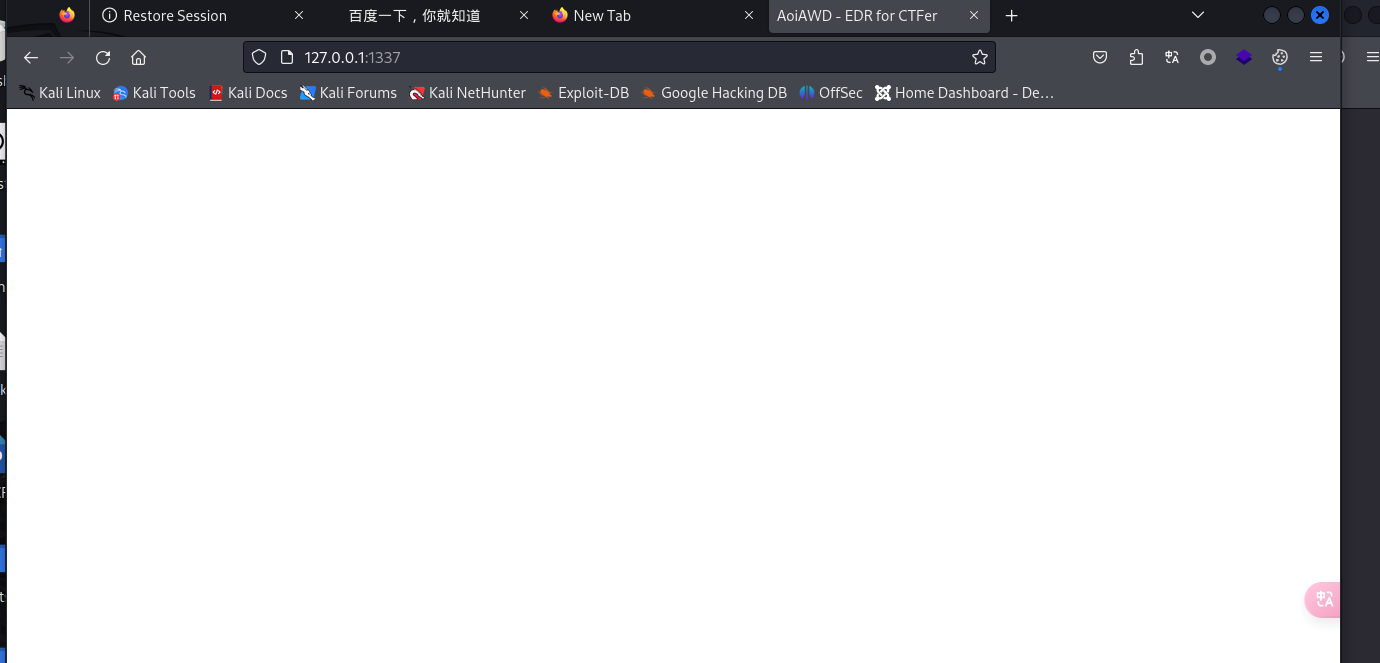 Restore Session
百度一下，你就知道
New Tab
AoiAWD - EDR for CTFer
127.0.0.1:1337
Kali Linux
Kali Tools
Kali Docs
Kali Forums
Kali NetHunter
Exploit-DB
Google Hacking DB
OffSec
Home Dashboard - De…